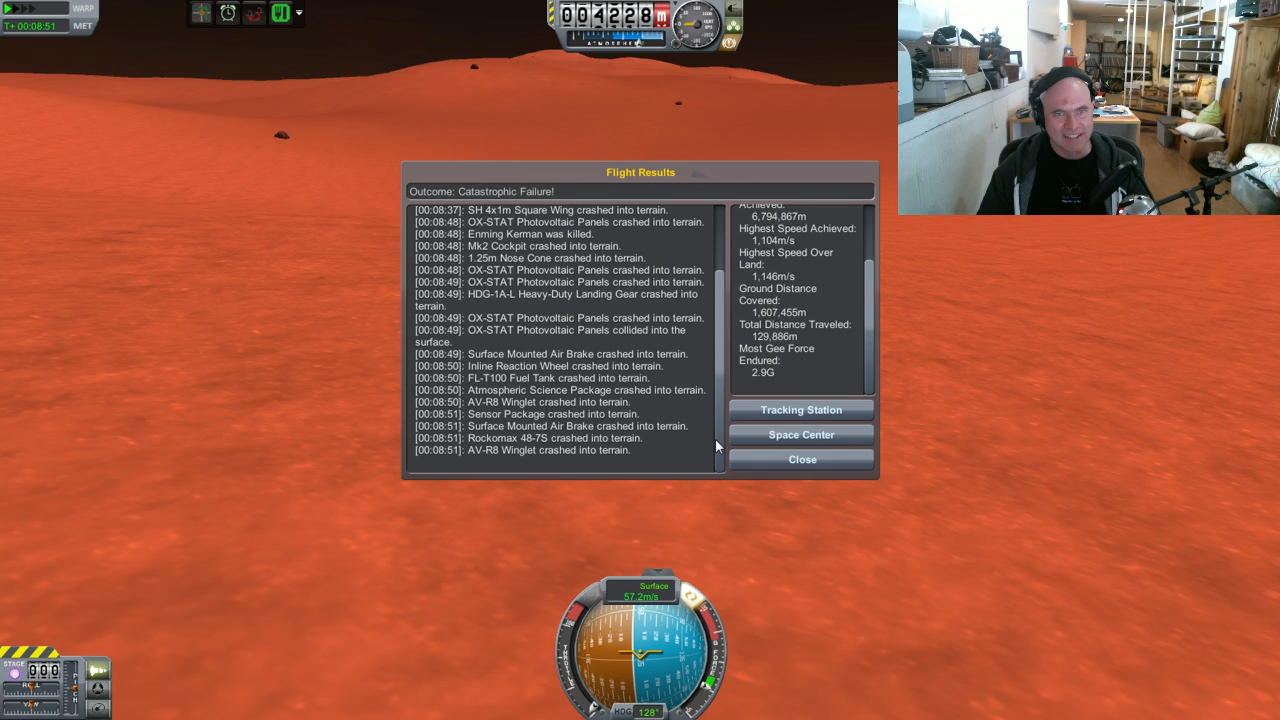 WARP
T+ 00:08:51
MET
004228m
ATMOSPHERE
Flight Results
Outcome: Catastrophic Failure!
[00:08:37]: SH 4x1m Square Wing crashed into terrain.
[00:08:48]: OX-STAT Photovoltaic Panels crashed into terrain.
[00:08:48]: Enming Kerman was killed.
[00:08:48]: Mk2 Cockpit crashed into terrain.
[00:08:48]: 1.25m Nose Cone crashed into terrain.
[00:08:48]: OX-STAT Photovoltaic Panels crashed into terrain.
[00:08:49]: OX-STAT Photovoltaic Panels crashed into terrain.
[00:08:49]: HDG-1A-L Heavy-Duty Landing Gear crashed into
terrain.
[00:08:49]: OX-STAT Photovoltaic Panels crashed into terrain.
[00:08:49]: OX-STAT Photovoltaic Panels collided into the
surface.
[00:08:49]: Surface Mounted Air Brake crashed into terrain.
[00:08:50]: Inline Reaction Wheel crashed into terrain.
[00:08:50]: FL-T100 Fuel Tank crashed into terrain.
[00:08:50]: Atmospheric Science Package crashed into terrain.
[00:08:50]: AV-R8 Winglet crashed into terrain.
[00:08:51]: Sensor Package crashed into terrain.
[00:08:51]: Surface Mounted Air Brake crashed into terrain.
[00:08:51]: Rockomax 48-7S crashed into terrain.
[00:08:51]: AV-R8 Winglet crashed into terrain.
Achieved:
6,794,867m
Highest Speed Achieved:
1,104m/s
Highest Speed Over
Land:
1,146m/s
Ground Distance
Covered:
1,607,455m
Total Distance Traveled:
129,886m
Most Gee Force
Endured:
2.9G
Tracking Station
Space Center
Close
Surface
57.2m/s
HDG 128°
STAGE
000
ROLL
YAW
PITCH